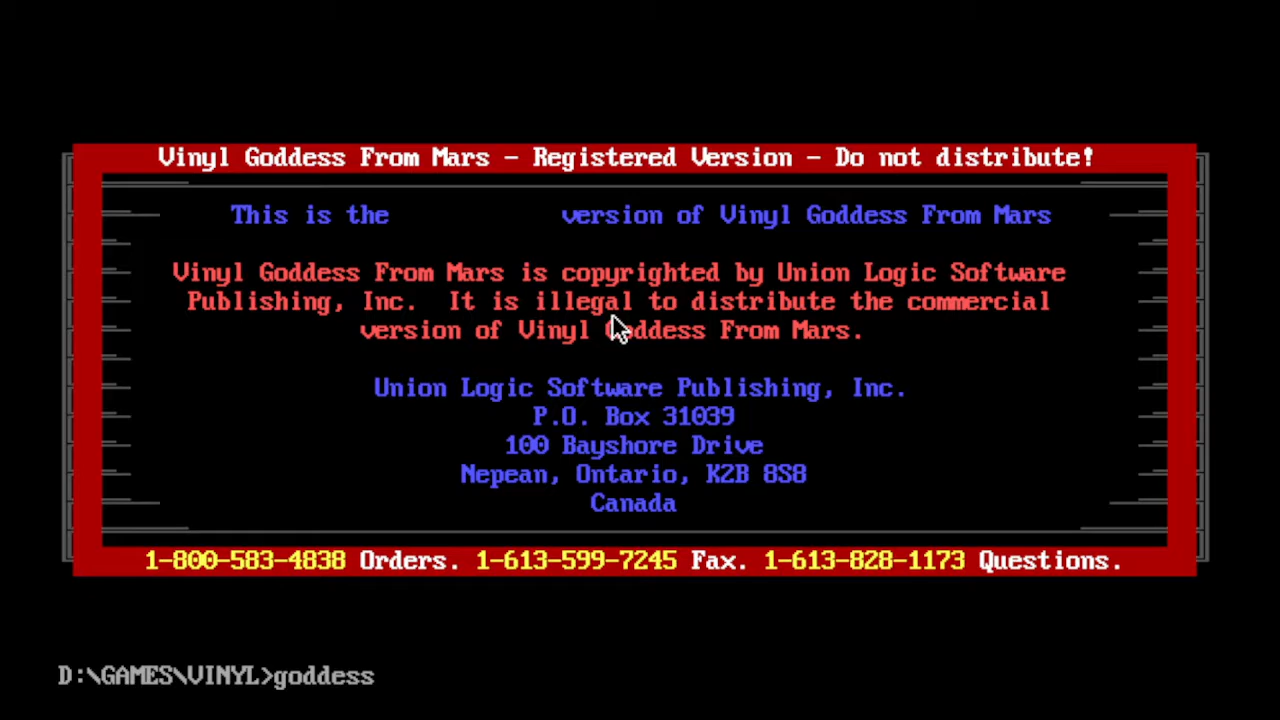 Vinyl Goddess From Mars - Registered Version - Do not distribute!
This is the version of Vinyl Goddess From Mars
Vinyl Goddess From Mars is copyrighted by Union Logic Software
Publishing, Inc. It is illegal to distribute the commercial
version of Vinyl Goddess From Mars.
Union Logic Software Publishing, Inc.
P.O. Box 31039
100 Bayshore Drive
Nepean, Ontario, K2B 8S8
Canada
1-800-583-4838 Orders. 1-613-599-7245 Fax. 1-613-828-1173 Questions.
D:\GAMES\VINYL>goddess